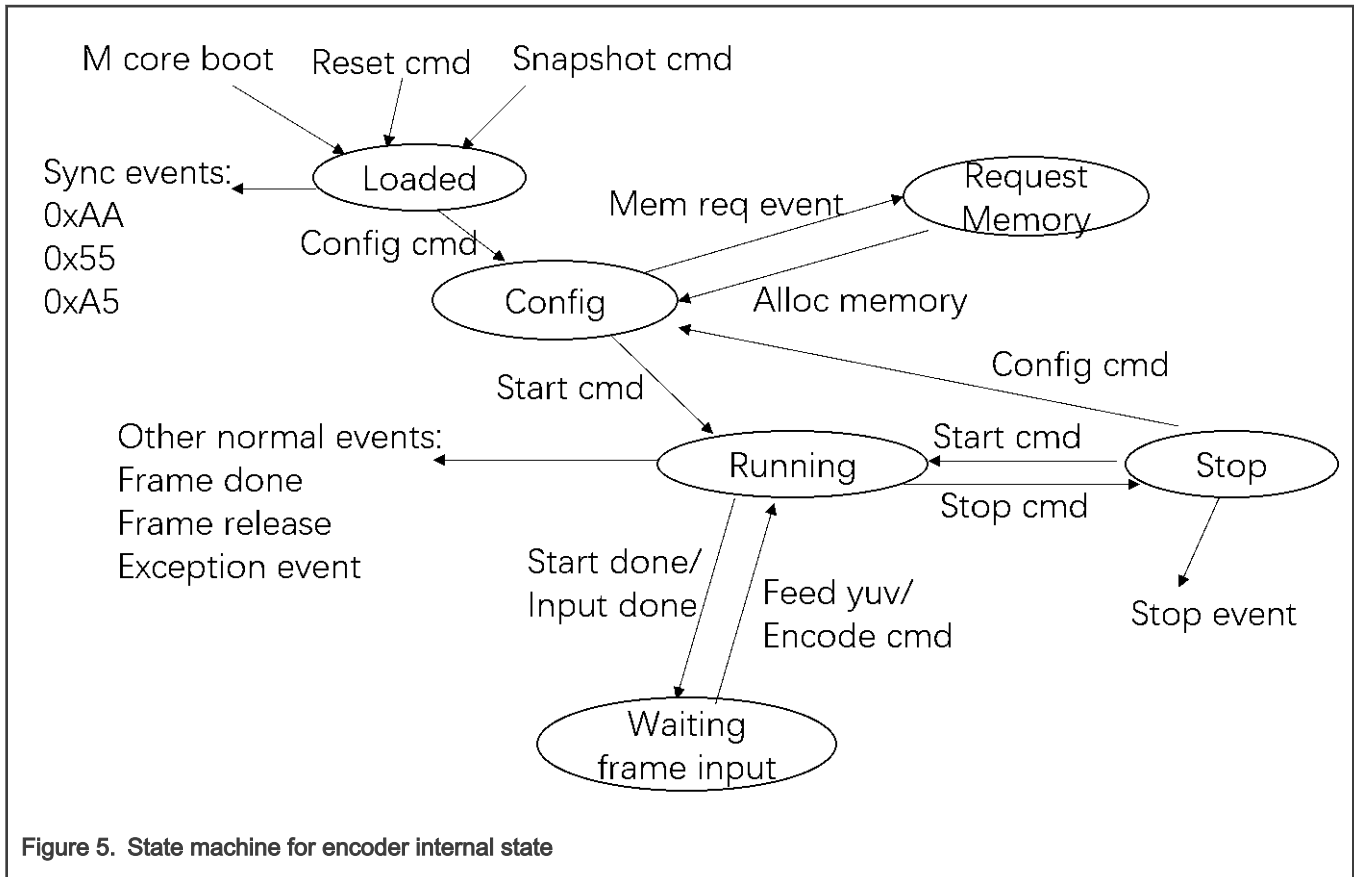 M core boot
Reset cmd
Snapshot cmd
Sync events:
0xAA
0x55
0xA5
Loaded
Request
Memory
Mem req event
Config cmd
Config
Alloc memory
Config cmd
Start cmd
Other normal events:
Frame done
Frame release
Exception event
Running
Start cmd
Stop cmd
Stop
Start done/
Input done
Feed yuv/
Encode cmd
Stop event
Waiting
frame input
Figure 5. State machine for encoder internal state